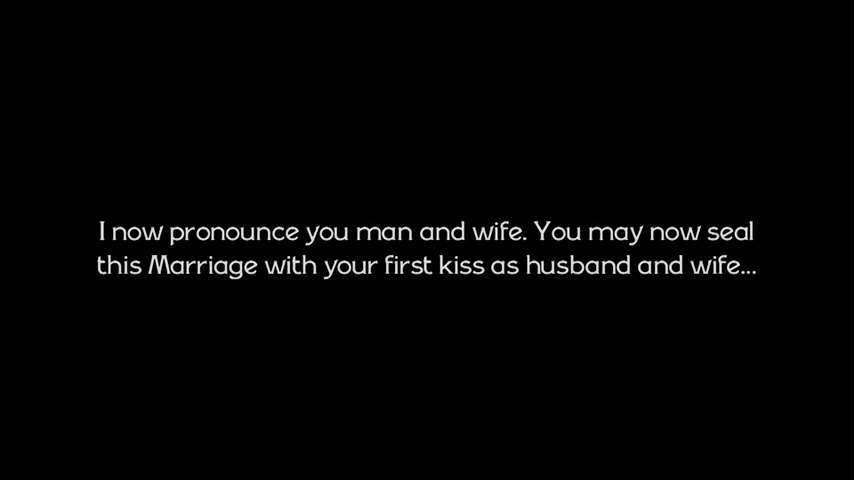 I now pronounce you man and wife. You may now seal
this Marriage with your first kiss as husband and wife...